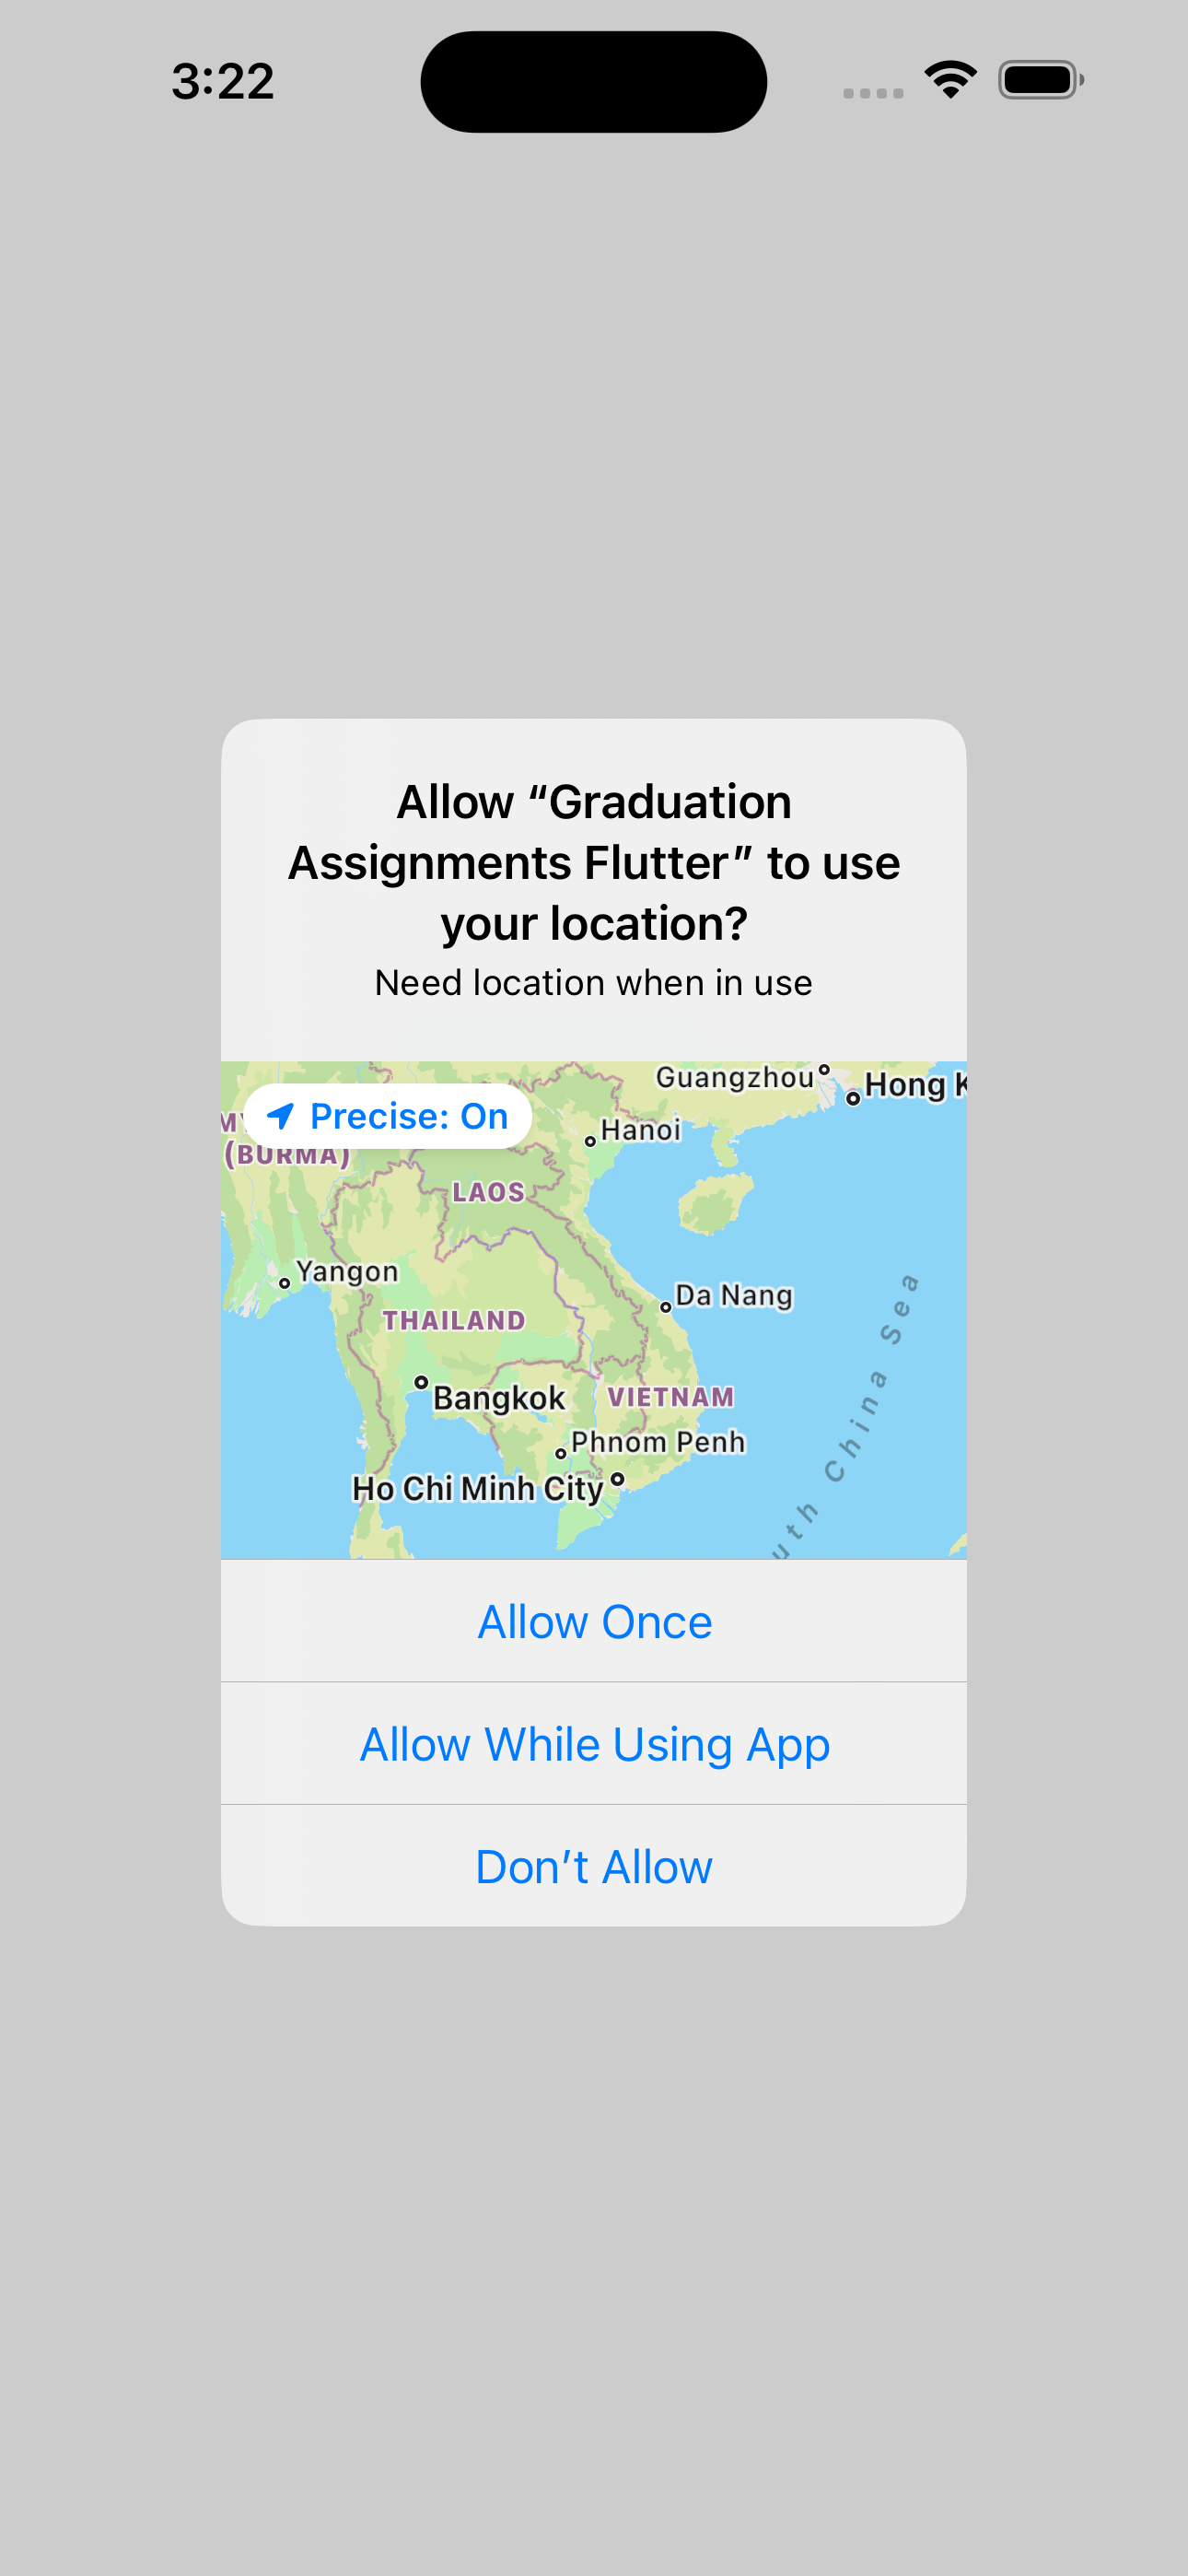 3:22
Allow “Graduation
Assignments Flutter” to use
your location?
Need location when in use
Guangzhou
Hong K
Precise: On
MY
(BURMA)
Hanoi
LAOS
Yangon
Da Nang
THAILAND
Bangkok
VIETNAM
Phnom Penh
Ho Chi Minh City
uth China Sea
Allow Once
Allow While Using App
Don’t Allow